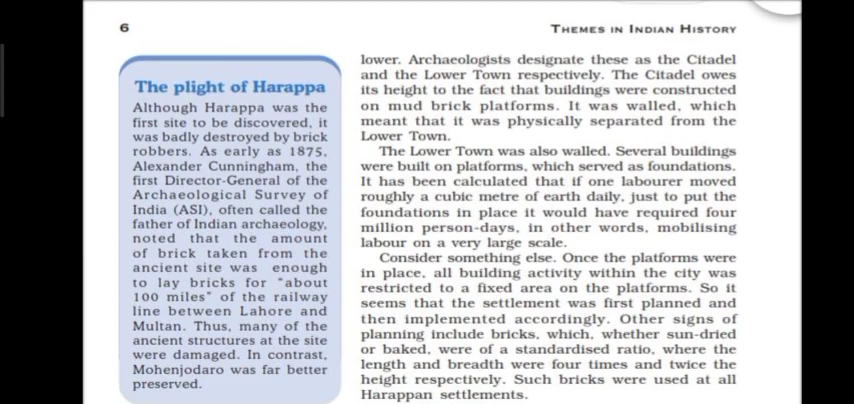 6
THEMES IN INDIAN HISTORY
The plight of Harappa
Although Harappa was the
first site to be discovered, it
was badly destroyed by brick
robbers. As early as 1875,
Alexander Cunningham, the
first Director-General of the
Archaeological Survey of
India (ASI), often called the
father of Indian archaeology,
noted that the amount
of brick taken from the
ancient site was enough
to lay bricks for "about
100 miles" of the railway
line between Lahore and
Multan. Thus, many of the
ancient structures at the site
were damaged. In contrast,
Mohenjodaro was far better
preserved.
lower. Archaeologists designate these as the Citadel
and the Lower Town respectively. The Citadel owes
its height to the fact that buildings were constructed
on mud brick platforms. It was walled, which
meant that it was physically separated from the
Lower Town.
The Lower Town was also walled. Several buildings
were built on platforms, which served as foundations.
It has been calculated that if one labourer moved
roughly a cubic metre of earth daily, just to put the
foundations in place it would have required four
million person-days, in other words, mobilising
labour on a very large scale.
Consider something else. Once the platforms were
in place, all building activity within the city was
restricted to a fixed area on the platforms. So it
seems that the settlement was first planned and
then implemented accordingly. Other signs of
planning include bricks, which, whether sun-dried
or baked, were of a standardised ratio, where the
length and breadth were four times and twice the
height respectively. Such bricks were used at all
Harappan settlements.